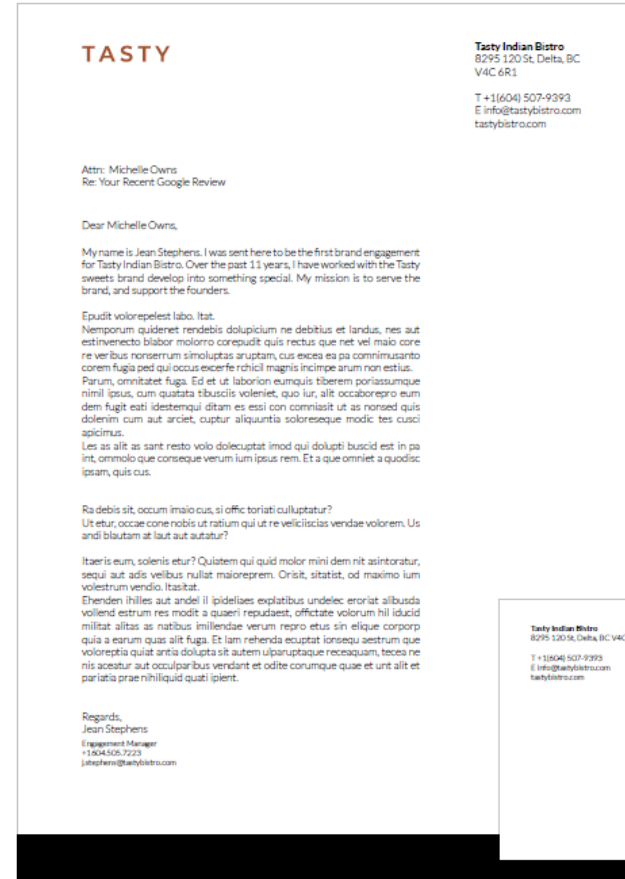 TASTY
Tasty Indian Bistro
8295 120 St, Delta, BC
V4C 6R1
T +1(604) 507-9393
E info@tastybistro.com
tastybistro.com
Attn: Michelle Owns
Re: Your Recent Google Review
Dear Michelle Owns,
My name is Jean Stephens. I was sent here to be the first brand engagement
for Tasty Indian Bistro. Over the past 11 years, I have worked with the Tasty
sweets brand develop into something special. My mission is to serve the
brand, and support the founders.
Epudit volorepelest labo. Itat.
Nemporum quidenet rendebis dolupicium ne debitius et landus, nes aut
estinvenecto blabor molorro corepudit quis rectus que net vel maio core
re veribus nonserrum simoluptas aruptam, cus excea ea pa comnimusanto
corem fugia ped qui occus excerfe rchicil magnis incimpe arum non estius.
Parum, omnitatet fuga. Ed et ut laborion eumquis tiberem poriassumque
nimil ipsus, cum quatata tibusciis voleniet, quo iur, alit occaborepro eum
dem fugit eati idestemqui ditam es essi con comniasit ut as nonsed quis
dolenim cum aut arciet, cuptur aliquuntia soloreseque modic tes cusci
apicimus.
Les as alit as sant resto volo dolecuptat imod qui dolupti buscid est in pa
int, ommolo que conseque verum ium ipsus rem. Et a que omniet a quodisc
ipsam, quis cus.
Ra debis sit, occum imaio cus, si offic toriati culluptatur?
Ut etur, occae cone nobis ut ratium qui ut re veliciiscias vendae volorem. Us
andi blautam at laut aut autatur?
Itaeris eum, solenis etur? Quiatem qui quid molor mini dem nit asintoratur,
sequi aut adis velibus nullat maioreprem. Orisit, sitatist, od maximo ium
volestrum vendio. Itasitat.
Ehenden ihilles aut andel il ipideliaes explatibus undelec eroriat alibusda
vollend estrum res modit a quaeri repudaest, offictate volorum hil iducid
militat alitas as natibus imillendae verum repro etus sin elique corporp
quia a earum quas alit fuga. Et lam rehenda ecuptat ionsequ aestrum que
voloreptia quiat antia dolupta sit autem ulparuptaque receaquam, tecea ne
nis aceatur aut occulparibus vendant et odite corumque quae et unt alit et
pariatia prae nihiliquid quati ipient.
Regards,
Jean Stephens
Engagement Manager
+1.604.505.7223
j.stephens@tastybistro.com
Tasty Indian Bistro
8295 120 St, Delta, BC V4C
T +1(604) 507-9393
E info@tastybistro.com
tastybistro.com